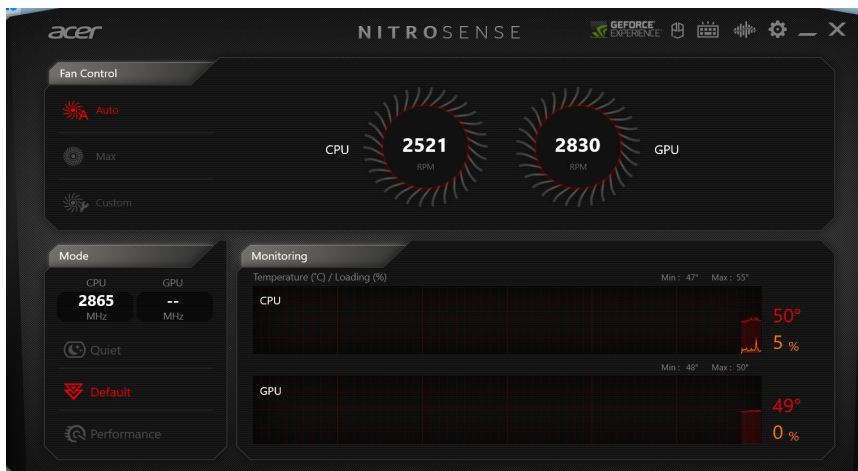 acer
NITROSENSE
GEFORCE
EXPERIENCE
Fan Control
Auto
Max
Custom
CPU
2521
RPM
2830
RPM
GPU
Mode
CPU GPU
2865 --
MHz MHz
Quiet
Default
Performance
Monitoring
Temperature (°C) / Loading (%)
Min : 47° Max : 55°
CPU
50°
5 %
Min : 48° Max : 50°
GPU
49°
0 %